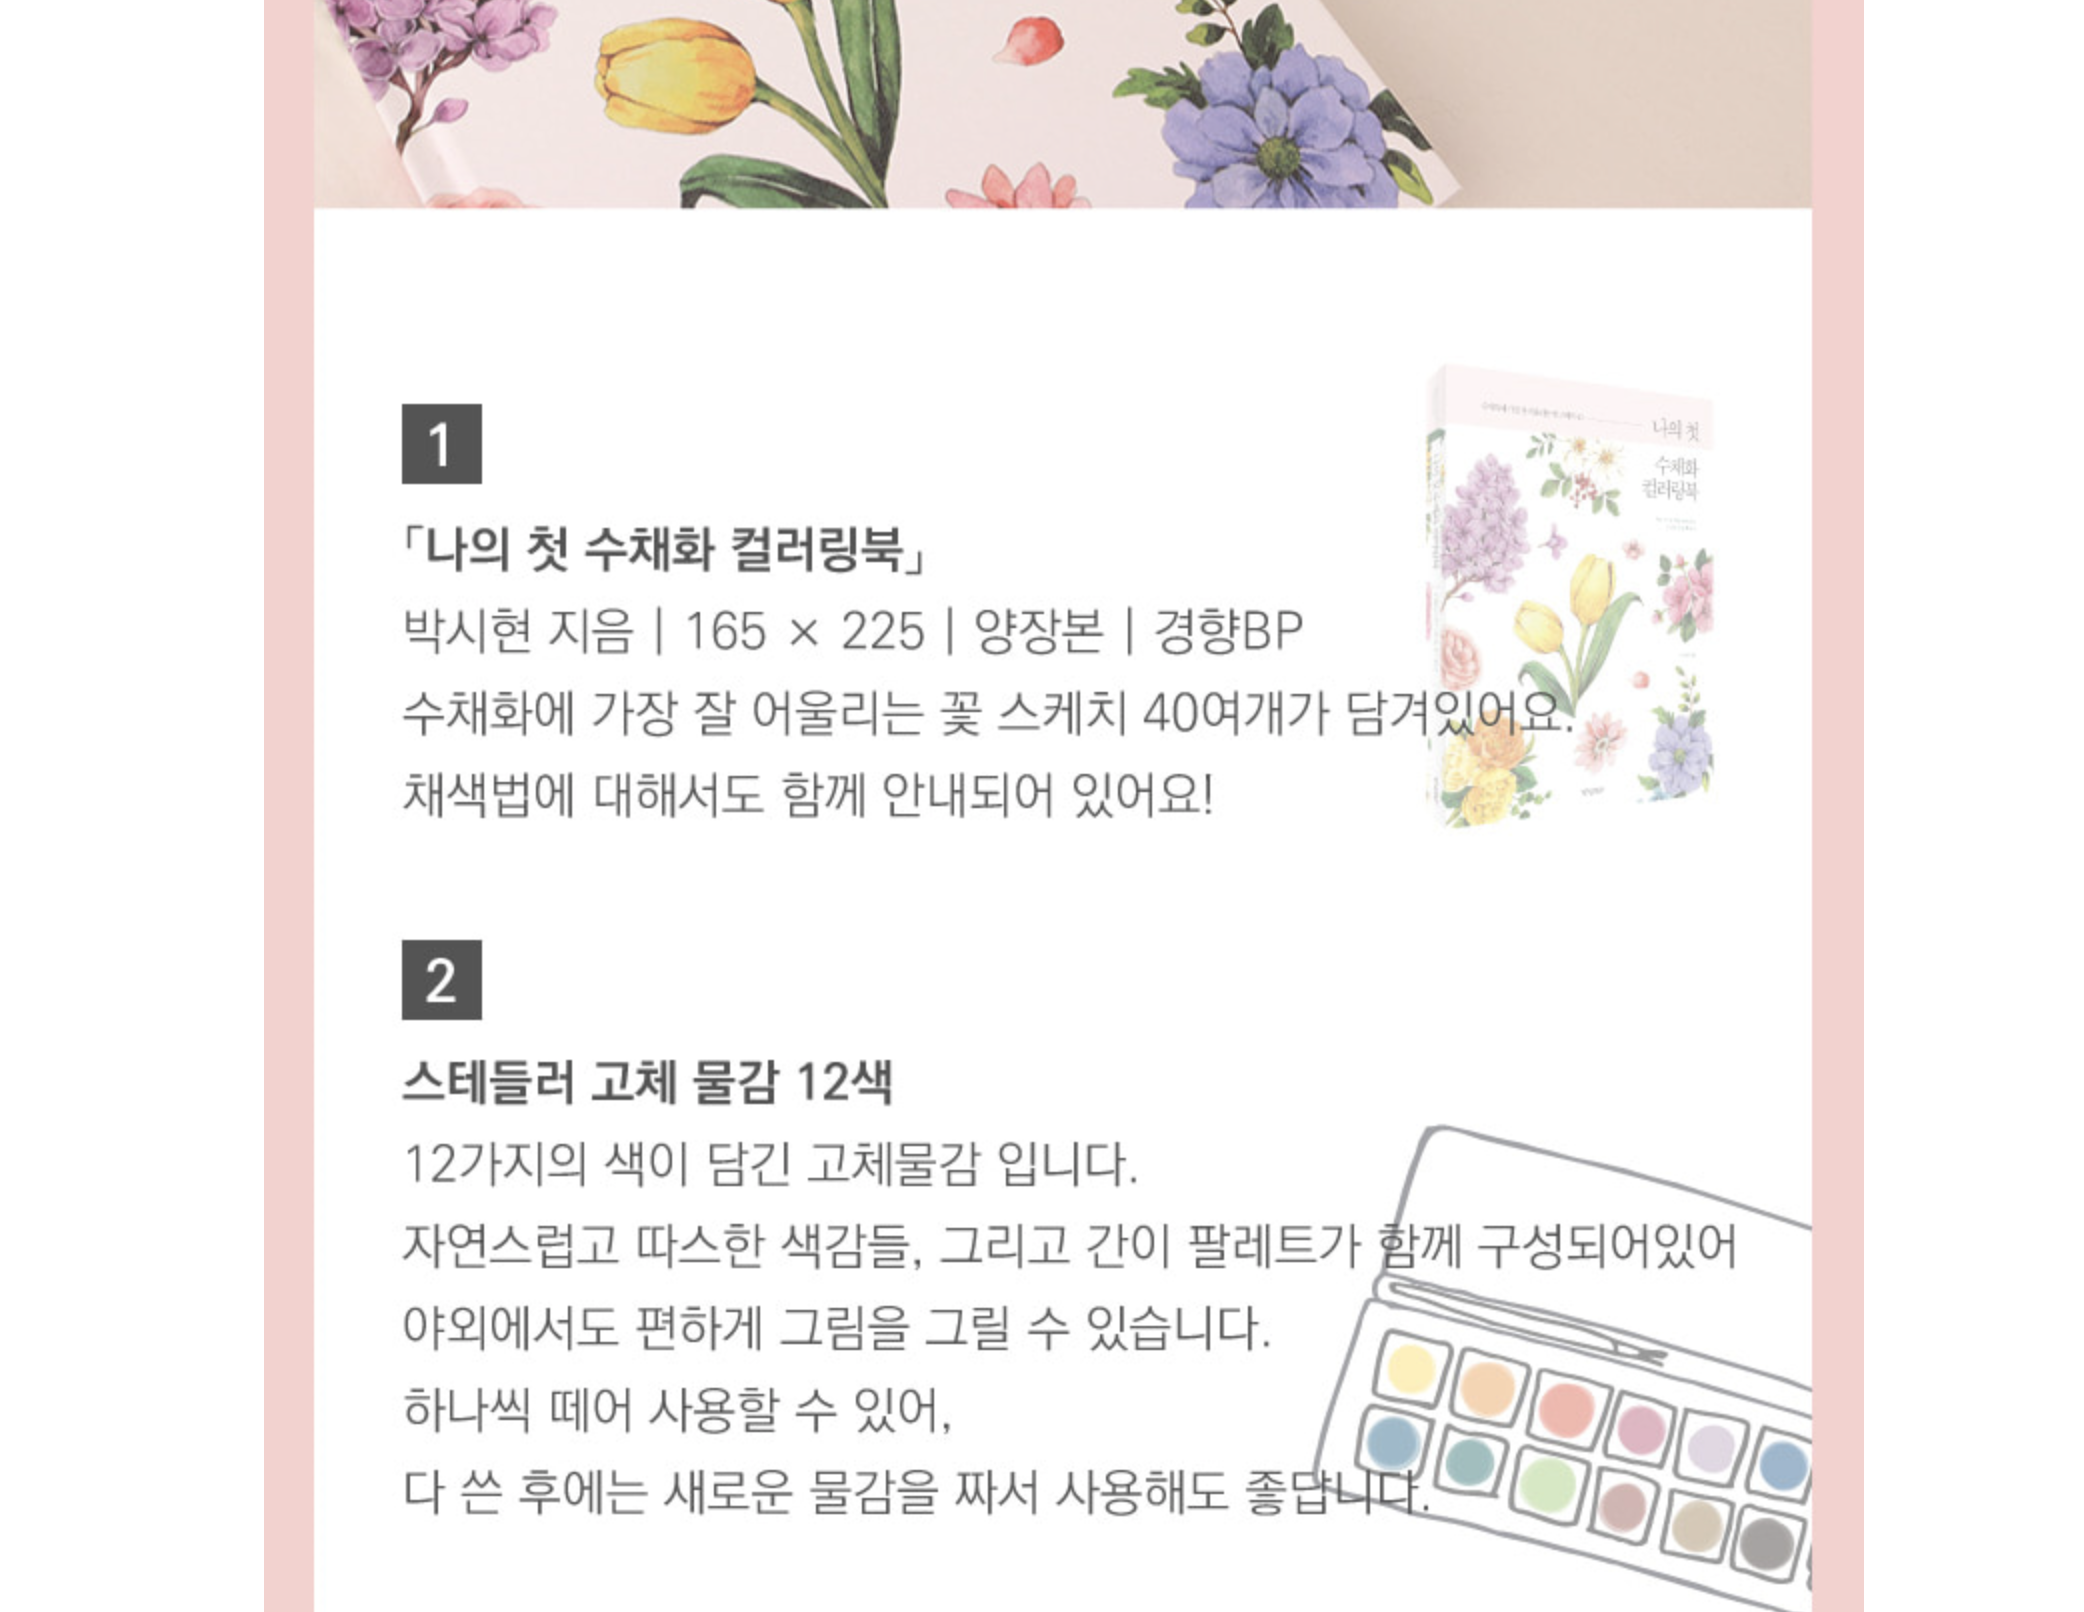 1
「나의 첫 수채화 컬러링북」
박시현 지음 | 165 × 225 | 양장본 | 경향BP
수채화에 가장 잘 어울리는 꽃 스케치 40여개가 담겨있어요.
채색법에 대해서도 함께 안내되어 있어요!
나의 첫
수채화
컬러링북
2
스테들러 고체 물감 12색
12가지의 색이 담긴 고체물감 입니다.
자연스럽고 따스한 색감들, 그리고 간이 팔레트가 함께 구성되어있어
야외에서도 편하게 그림을 그릴 수 있습니다.
하나씩 떼어 사용할 수 있어,
다 쓴 후에는 새로운 물감을 짜서 사용해도 좋답니다.